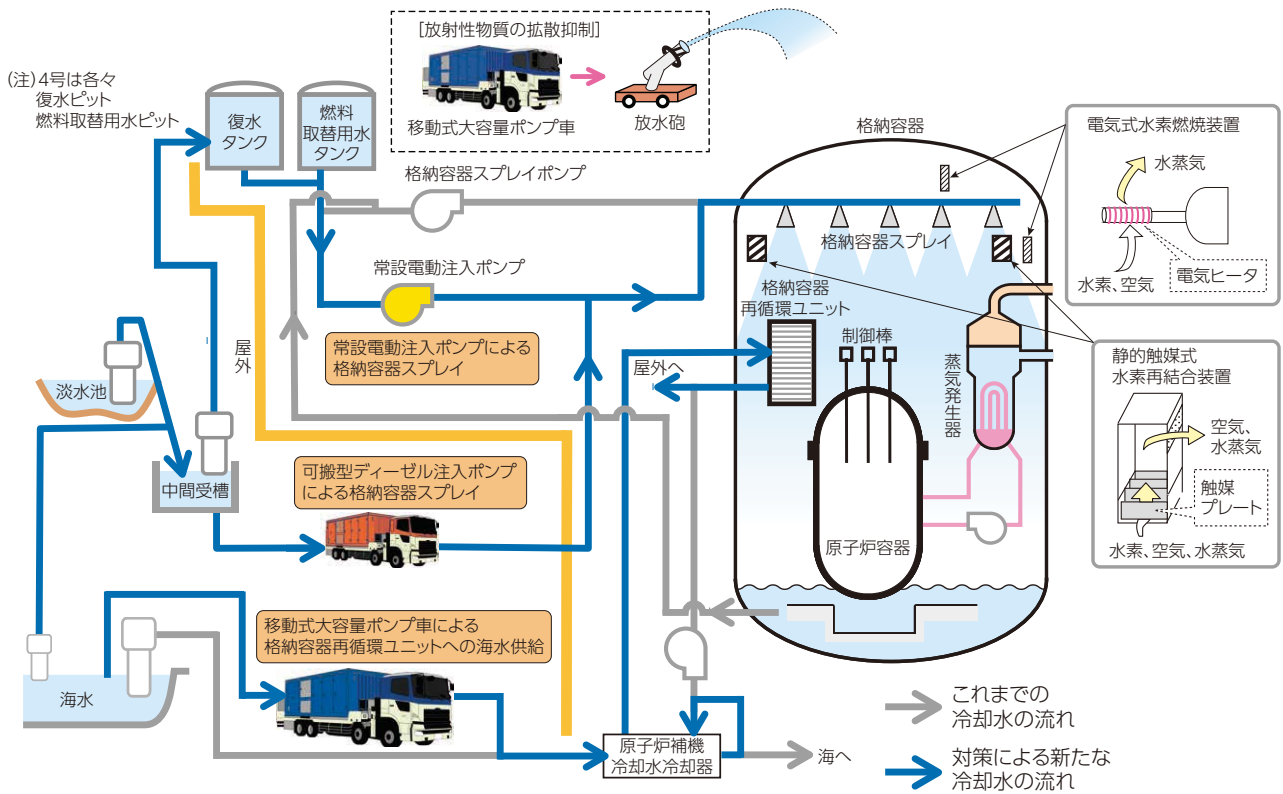 [放射性物質の拡散抑制]
移動式大容量ポンプ車
放水砲
(注)4号は各々
復水ピット
燃料取替用水ピット
復水
タンク
燃料
取替用水
タンク
格納容器スプレイポンプ
格納容器
電気式水素燃焼装置
水蒸気
水素、空気
電気ヒータ
格納容器スプレイ
常設電動注入ポンプ
格納容器
再循環ユニット
屋外
常設電動注入ポンプによる
格納容器スプレイ
屋外へ
制御棒
蒸気発生器
静的触媒式
水素再結合装置
空気、
水蒸気
触媒
プレート
水素、空気、水蒸気
淡水池
中間受槽
可搬型ディーゼル注入ポンプ
による格納容器スプレイ
原子炉容器
移動式大容量ポンプ車による
格納容器再循環ユニットへの海水供給
海水
原子炉補機
冷却水冷却器
海へ
これまでの
冷却水の流れ
対策による新たな
冷却水の流れ